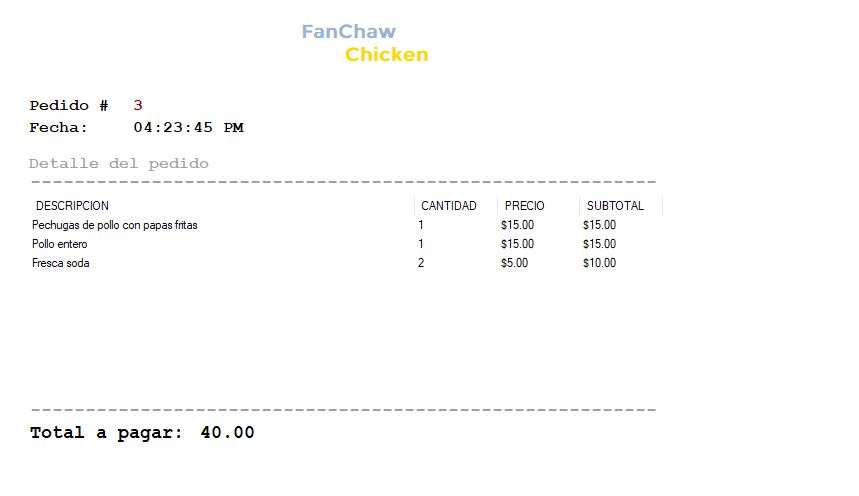 FanChaw
Chicken
Pedido # 3
Fecha: 04:23:45 PM
Detalle del pedido
---------------------------------------------------------
DESCRIPCION CANTIDAD PRECIO SUBTOTAL
Pechugas de pollo con papas fritas 1 $15.00 $15.00
Pollo entero 1 $15.00 $15.00
Fresca soda 2 $5.00 $10.00
---------------------------------------------------------
Total a pagar: 40.00